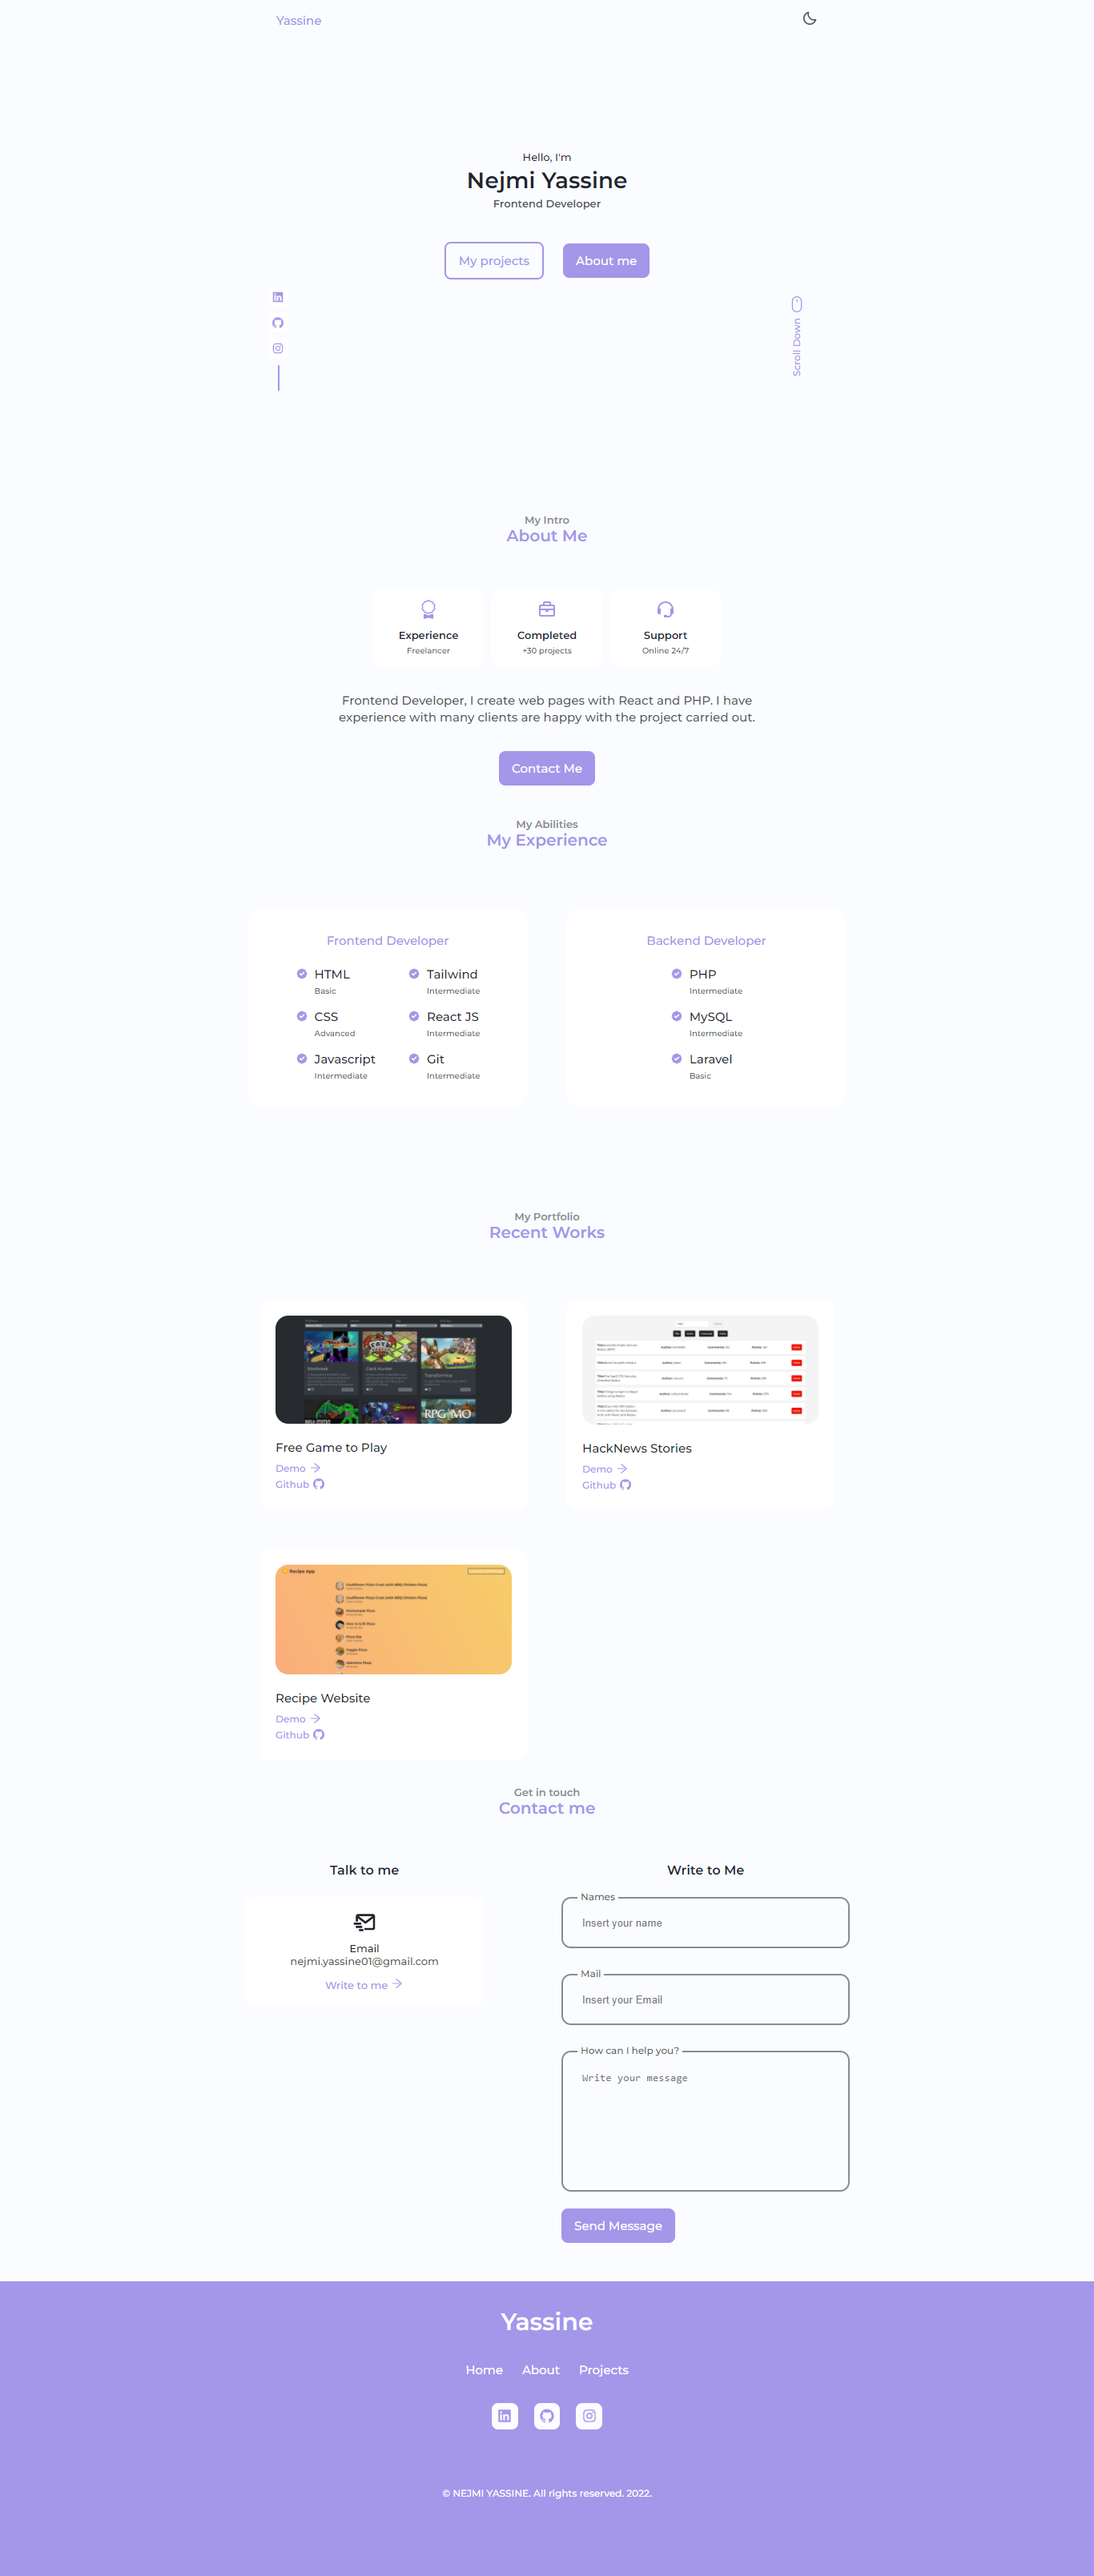 Yassine
Hello, I'm
Nejmi Yassine
Frontend Developer
My projects
About me
Scroll Down
My Intro
About Me
Experience
Freelancer
Completed
+30 projects
Support
Online 24/7
Frontend Developer, I create web pages with React and PHP. I have
experience with many clients are happy with the project carried out.
Contact Me
My Abilities
My Experience
Frontend Developer
HTML
Basic
CSS
Advanced
Javascript
Intermediate
Tailwind
Intermediate
React JS
Intermediate
Git
Intermediate
Backend Developer
PHP
Intermediate
MySQL
Intermediate
Laravel
Basic
My Portfolio
Recent Works
Card Hunter
Transformice
RPG MO
Free Game to Play
Demo
Github
HackNews Stories
Demo
Github
Recipe App
Recipe Website
Demo
Github
Get in touch
Contact me
Talk to me
Email
nejmi.yassine01@gmail.com
Write to me
Write to Me
Names
Insert your name
Mail
Insert your Email
How can I help you?
Write your message
Send Message
Yassine
Home
About
Projects
© NEJMI YASSINE. All rights reserved. 2022.